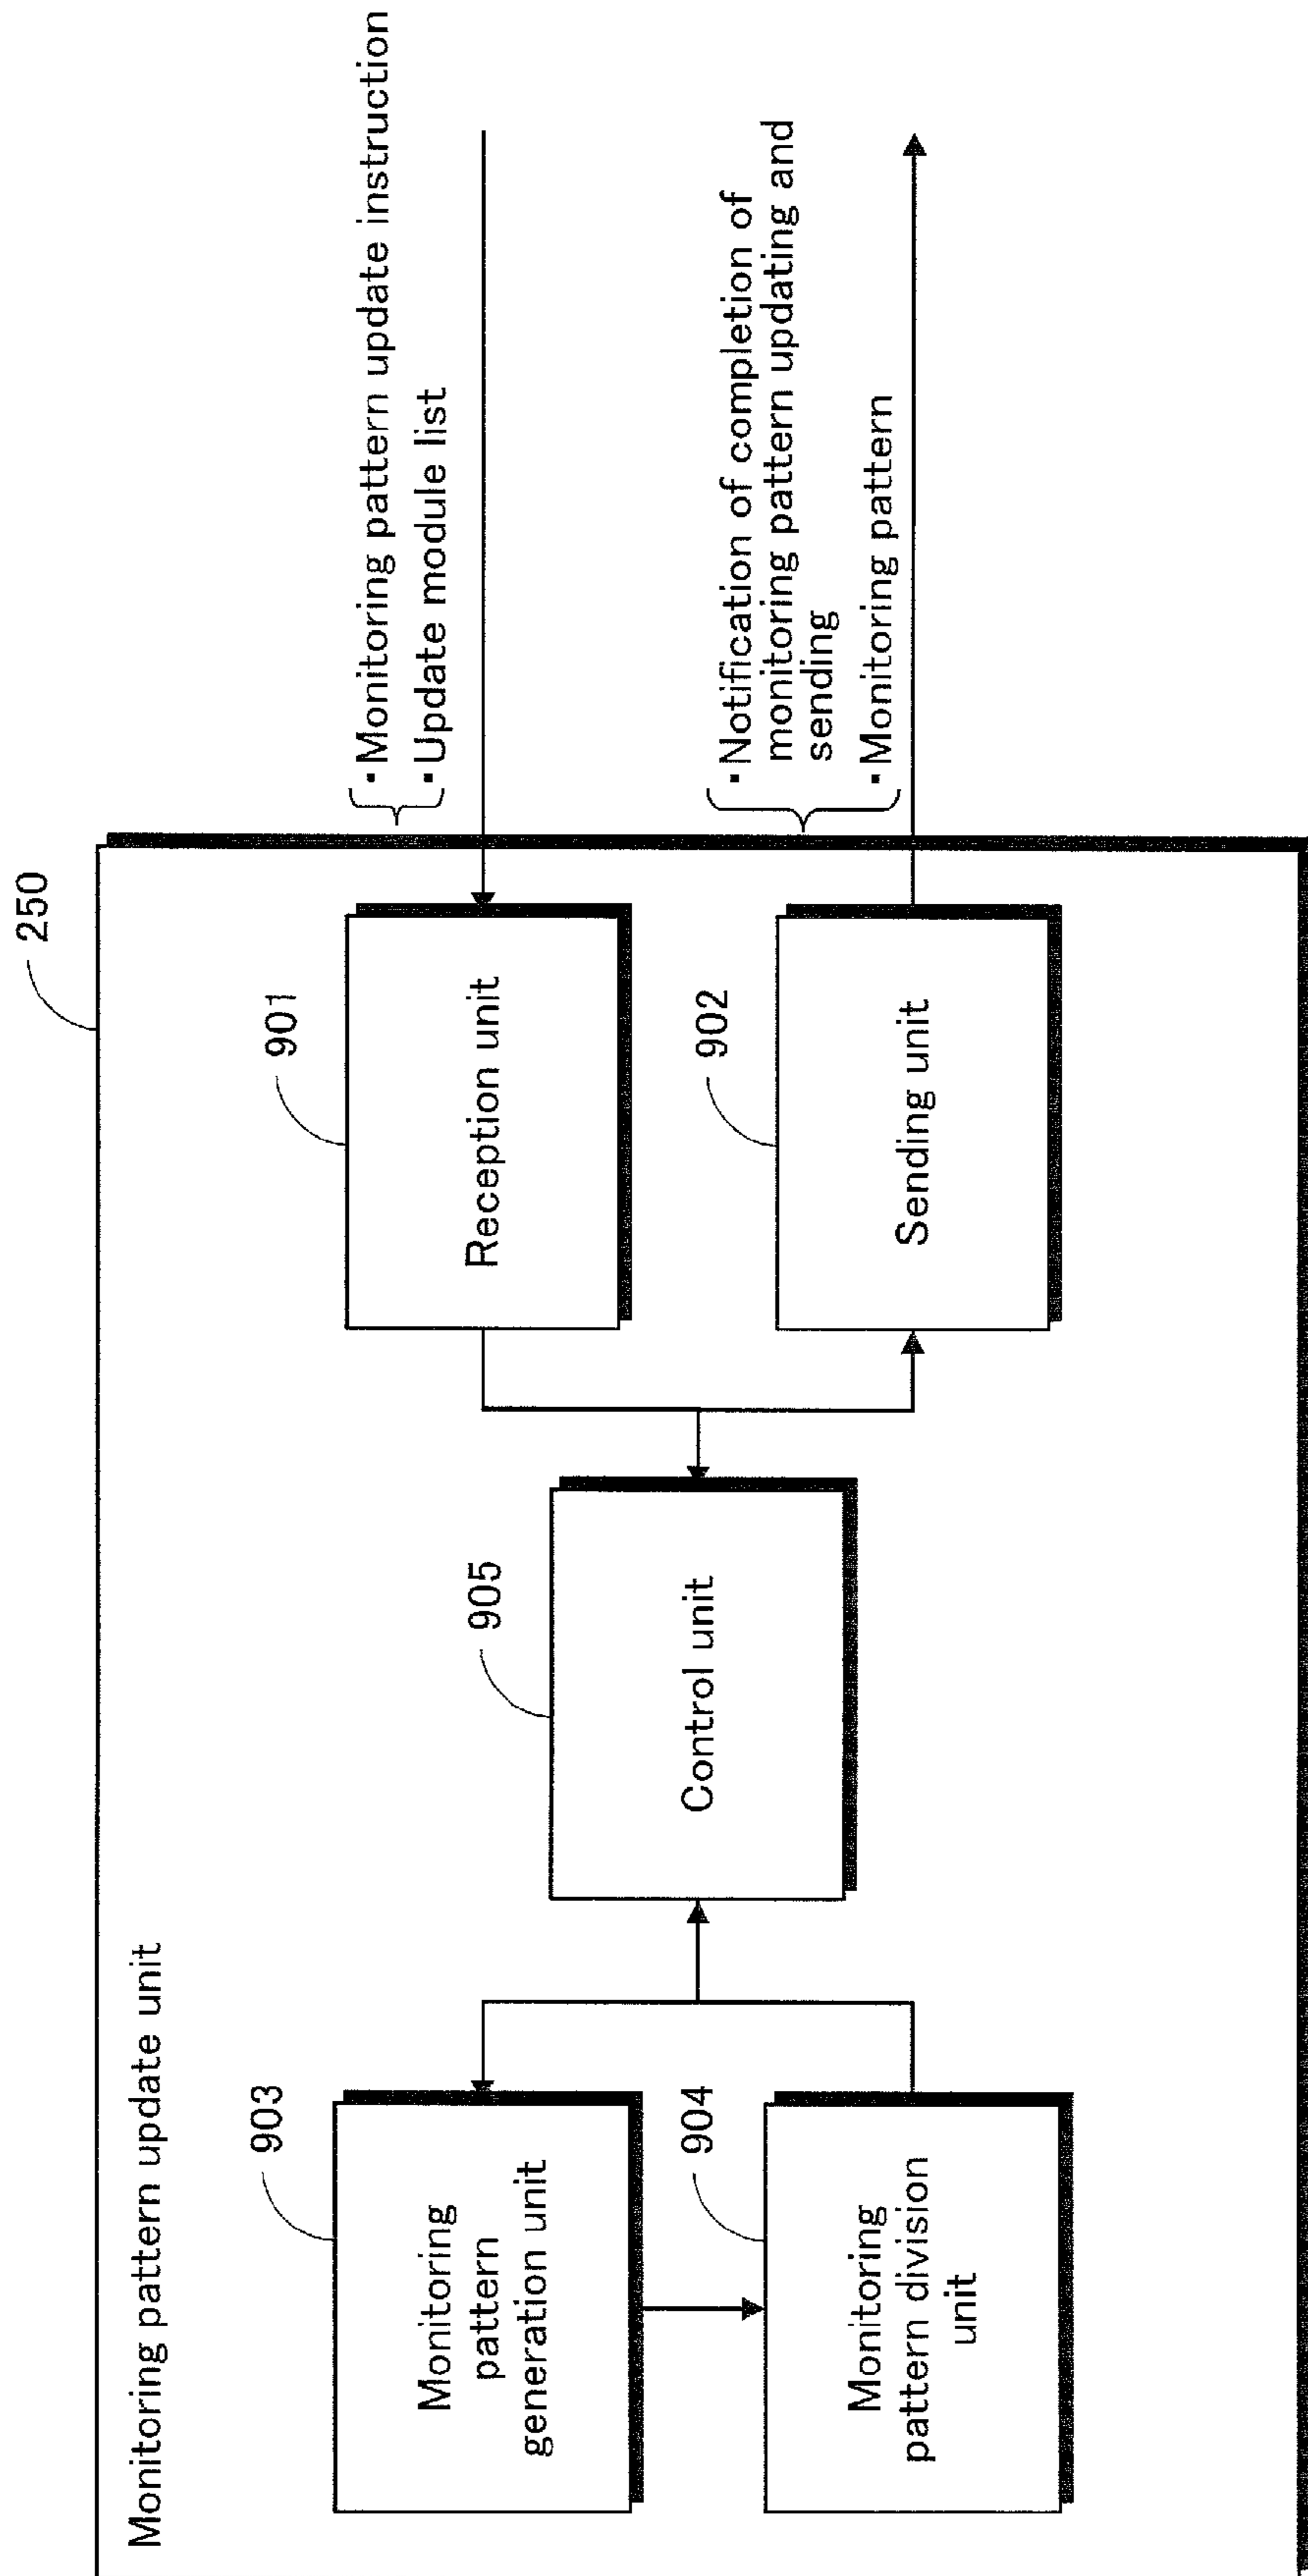 Monitoring pattern update unit
250
903
Monitoring
pattern
generation unit
904
Monitoring
pattern division
unit
905
Control unit
901
Reception unit
902
Sending unit
・Monitoring pattern update instruction
・Update module list
・Notification of completion of
monitoring pattern updating and
sending
・Monitoring pattern